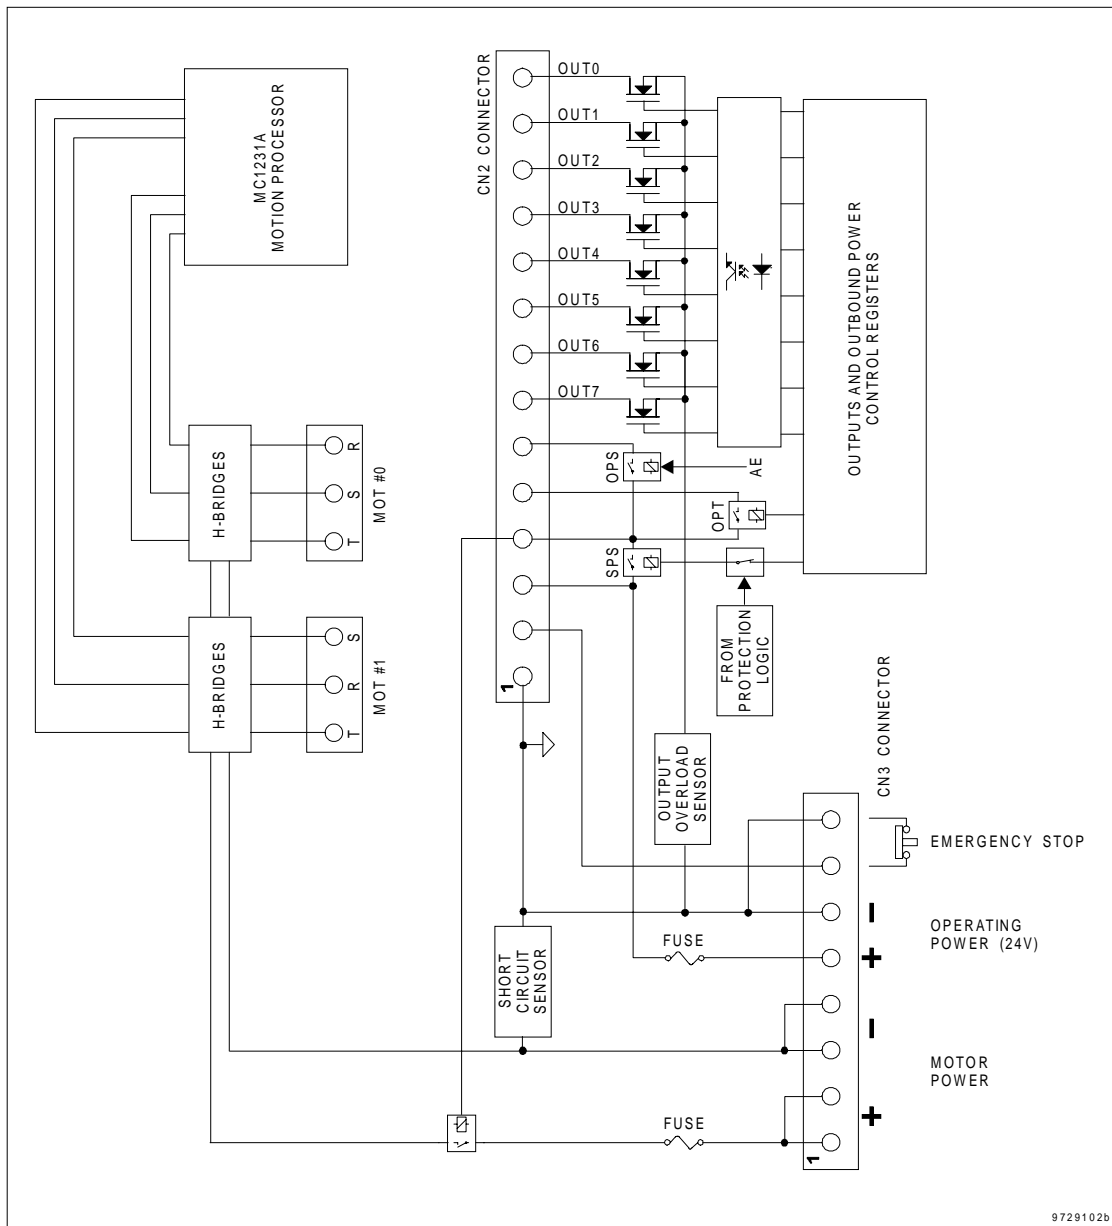 MC1231A
MOTION PROCESSOR
CN2 CONNECTOR
OUT0
OUT1
OUT2
OUT3
OUT4
OUT5
OUT6
OUT7
OUTPUTS AND OUTBOUND POWER
CONTROL REGISTERS
H-BRIDGES
R
S
T
MOT #0
OPS
AE
OPT
SPS
FROM
PROTECTION
LOGIC
H-BRIDGES
S
R
T
MOT #1
1
OUTPUT
OVERLOAD
SENSOR
CN3 CONNECTOR
EMERGENCY STOP
–
OPERATING
POWER (24V)
+
FUSE
SHORT
CIRCUIT
SENSOR
–
MOTOR
POWER
+
FUSE
1
9729102b